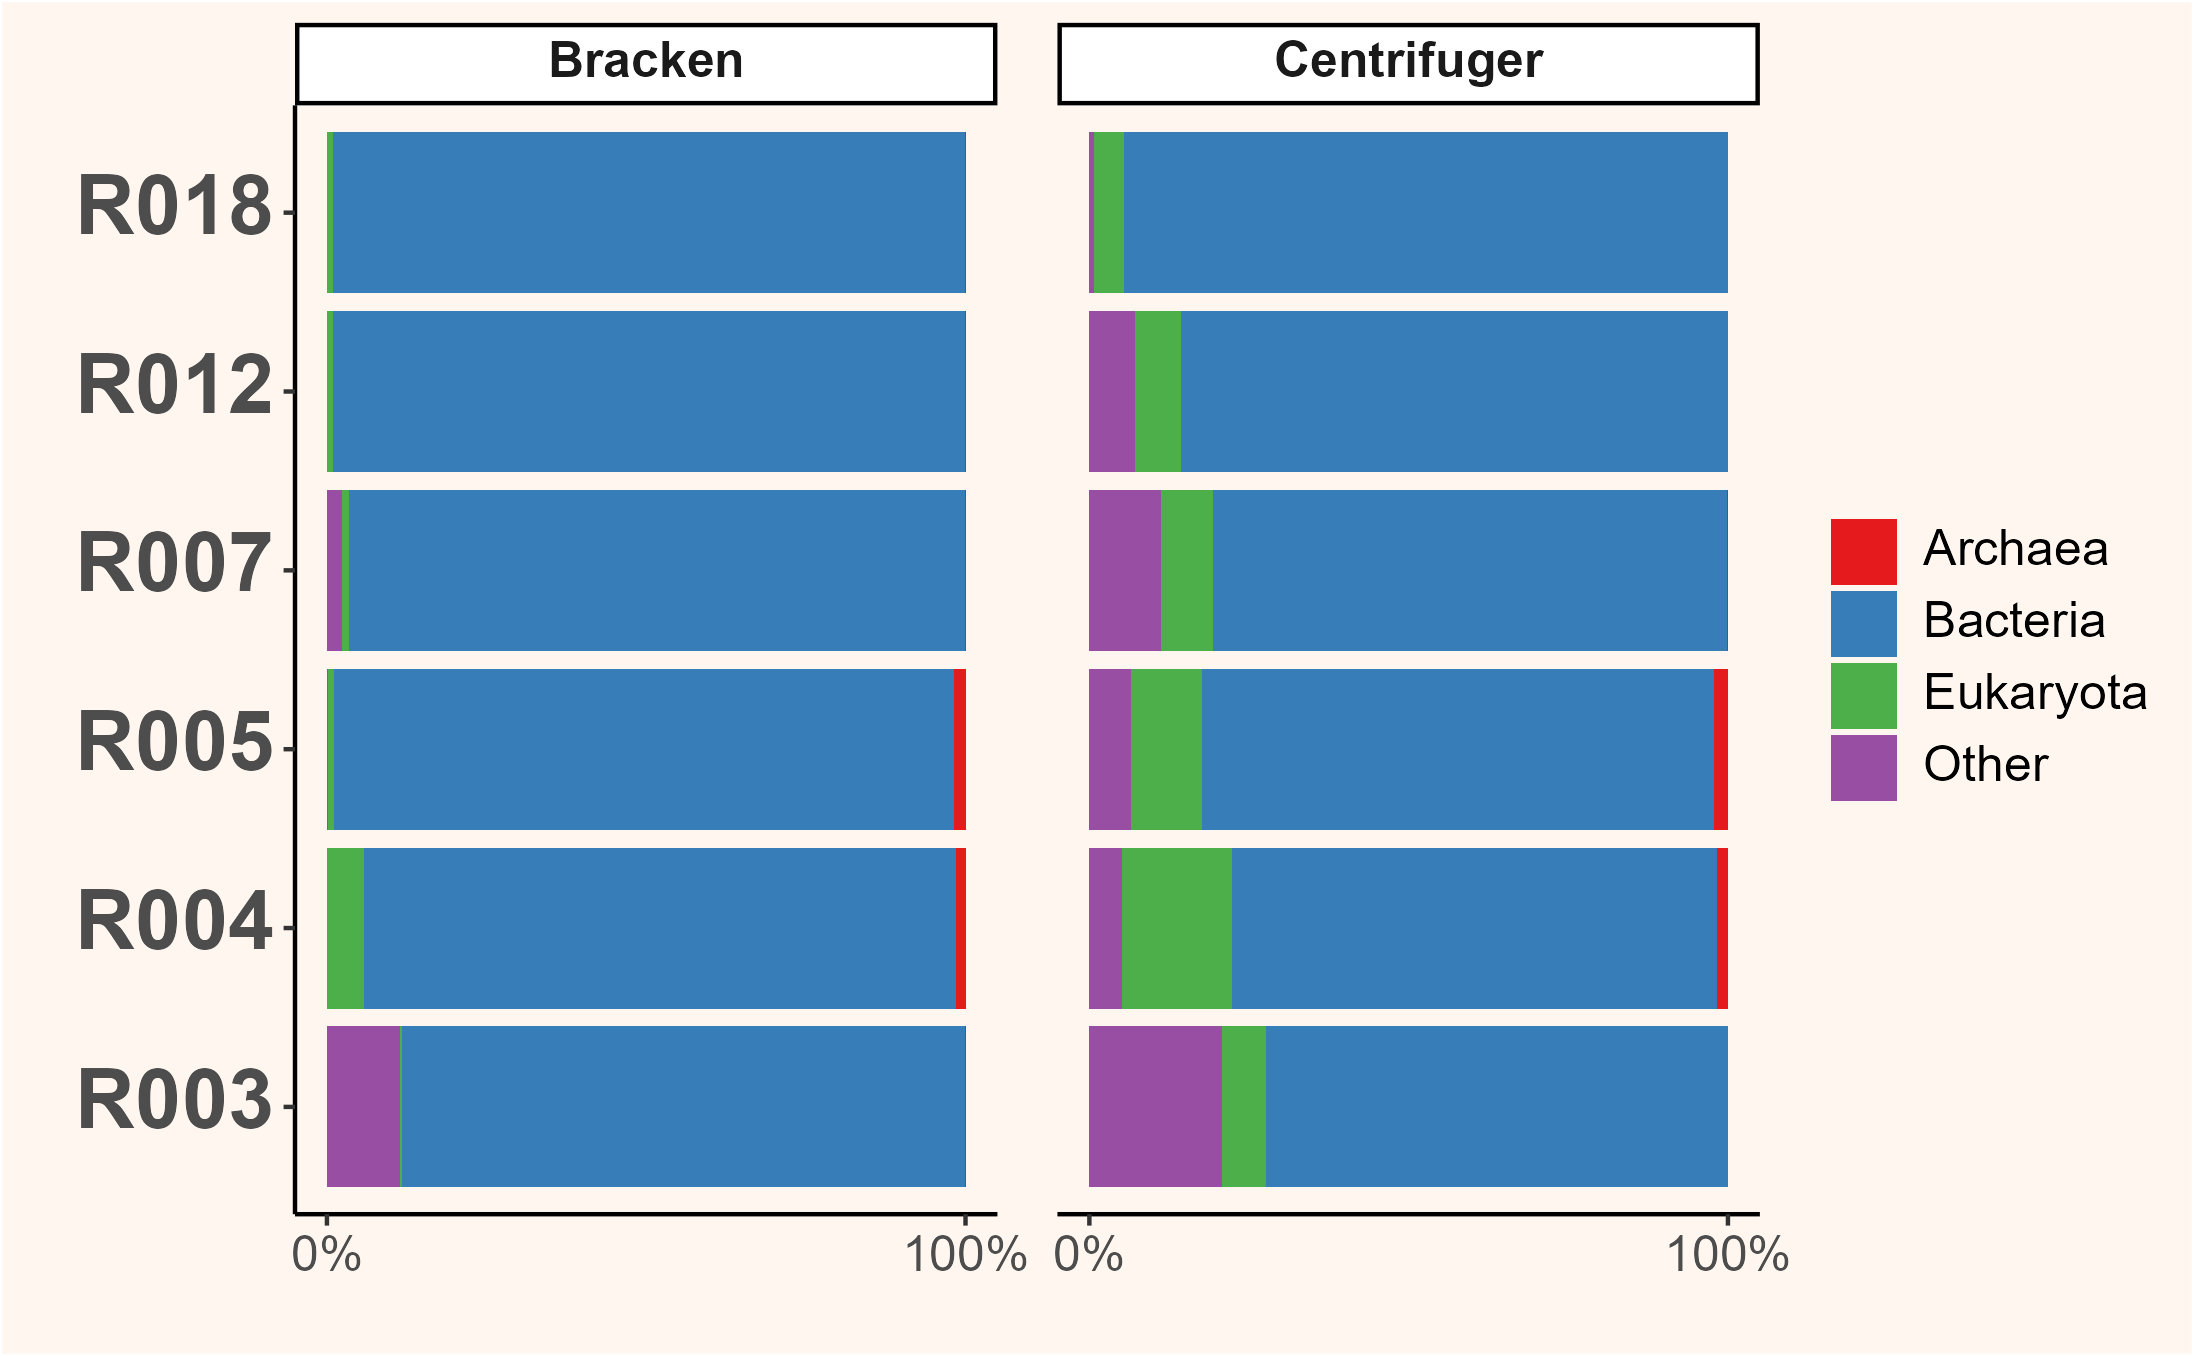 Bracken
Centrifuger
R018
R012
R007
R005
R004
R003
0%
100%
0%
100%
Archaea
Bacteria
Eukaryota
Other